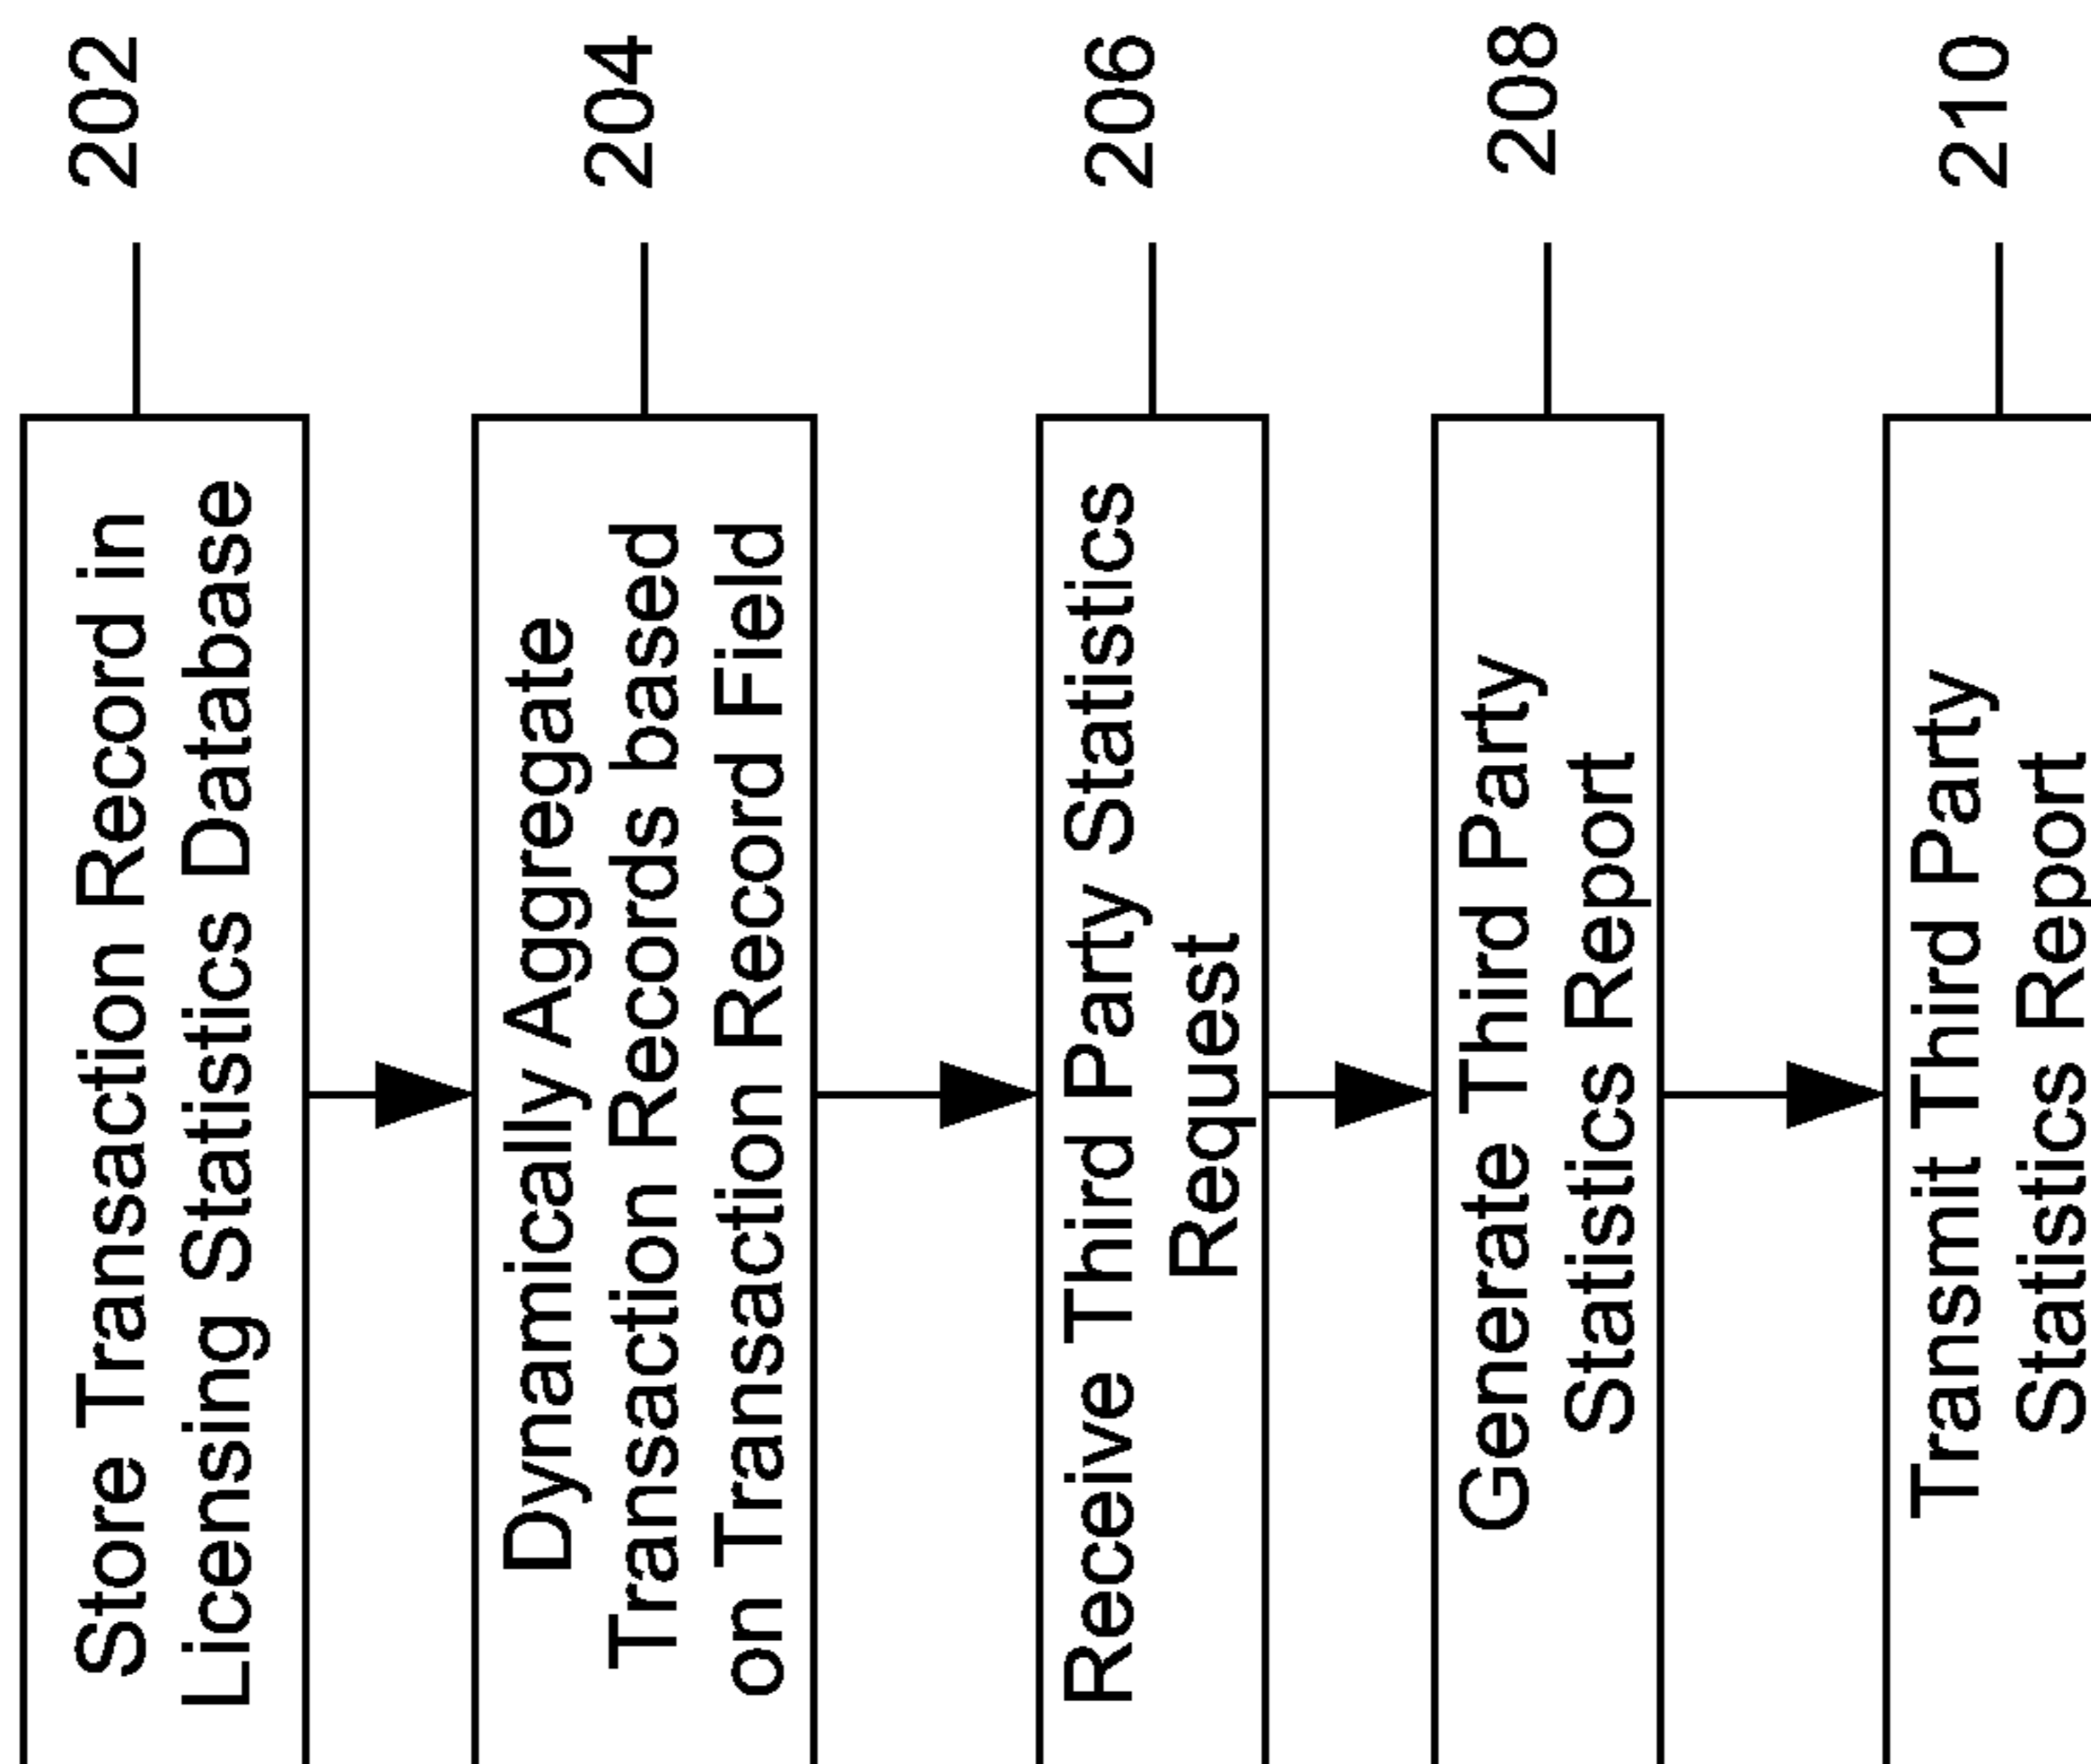 Store Transaction Record in
Licensing Statistics Database
202
Dynamically Aggregate
Transaction Records based
on Transaction Record Field
204
Receive Third Party Statistics
Request
206
Generate Third Party
Statistics Report
208
Transmit Third Party
Statistics Report
210